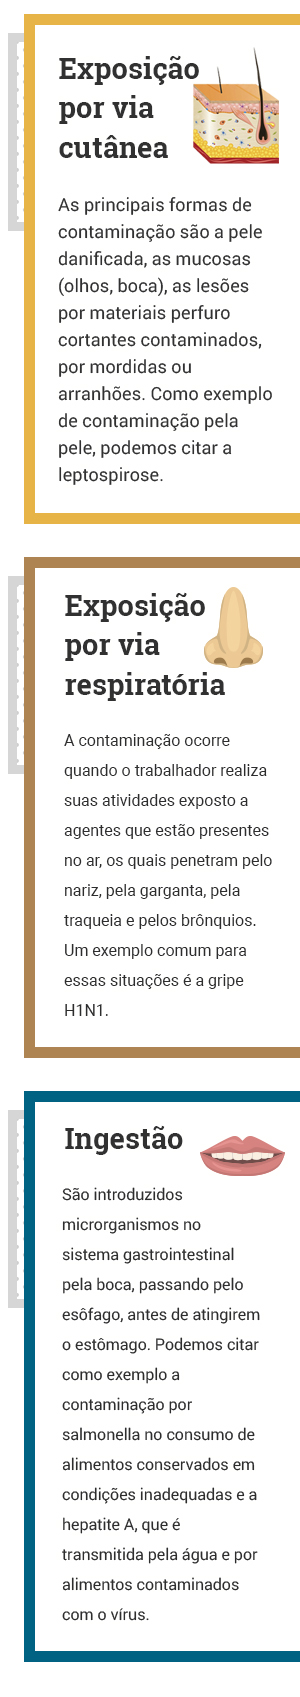 Exposição
por via
cutânea
As principais formas de
contaminação são a pele
danificada, as mucosas
(olhos, boca), as lesões
por materiais perfuro
cortantes contaminados,
por mordidas ou
arranhões. Como exemplo
de contaminação pela
pele, podemos citar a
leptospirose.
Exposição
por via
respiratória
A contaminação ocorre
quando o trabalhador realiza
suas atividades exposto a
agentes que estão presentes
no ar, os quais penetram pelo
nariz, pela garganta, pela
traqueia e pelos brônquios.
Um exemplo comum para
essas situações é a gripe
H1N1.
Ingestão
São introduzidos
microrganismos no
sistema gastrointestinal
pela boca, passando pelo
esôfago, antes de atingirem
o estômago. Podemos citar
como exemplo a
contaminação por
salmonella no consumo de
alimentos conservados em
condições inadequadas e a
hepatite A, que é
transmitida pela água e por
alimentos contaminados
com o vírus.